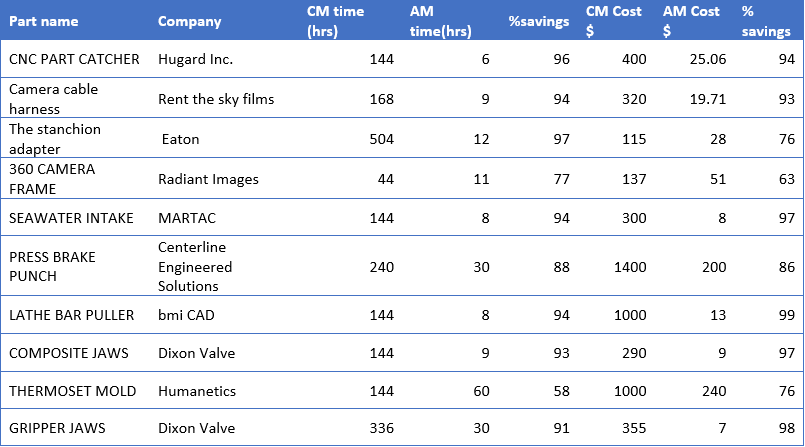 Part name Company CM time (hrs) AM time(hrs) %savings CM Cost $ AM Cost $ % savings
CNC PART CATCHER Hugard Inc. 144 6 96 400 25.06 94
Camera cable harness Rent the sky films 168 9 94 320 19.71 93
The stanchion adapter Eaton 504 12 97 115 28 76
360 CAMERA FRAME Radiant Images 44 11 77 137 51 63
SEAWATER INTAKE MARTAC 144 8 94 300 8 97
PRESS BRAKE PUNCH Centerline Engineered Solutions 240 30 88 1400 200 86
LATHE BAR PULLER bmi CAD 144 8 94 1000 13 99
COMPOSITE JAWS Dixon Valve 144 9 93 290 9 97
THERMOSET MOLD Humanetics 144 60 58 1000 240 76
GRIPPER JAWS Dixon Valve 336 30 91 355 7 98